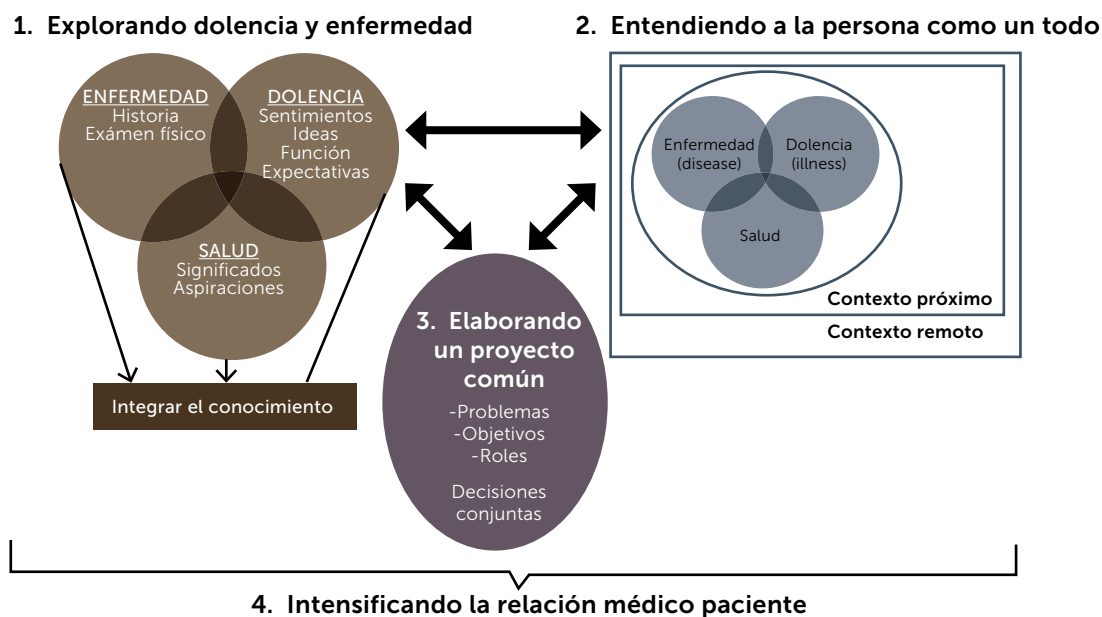 1. Explorando dolencia y enfermedad
ENFERMEDAD
Historia
Exámen físico
DOLENCIA
Sentimientos
Ideas
Función
Expectativas
SALUD
Significados
Aspiraciones
Integrar el conocimiento
2. Entendiendo a la persona como un todo
Enfermedad
(disease)
Dolencia
(illness)
Salud
Contexto próximo
Contexto remoto
3. Elaborando
un proyecto
común
-Problemas
-Objetivos
-Roles
Decisiones
conjuntas
4. Intensificando la relación médico paciente